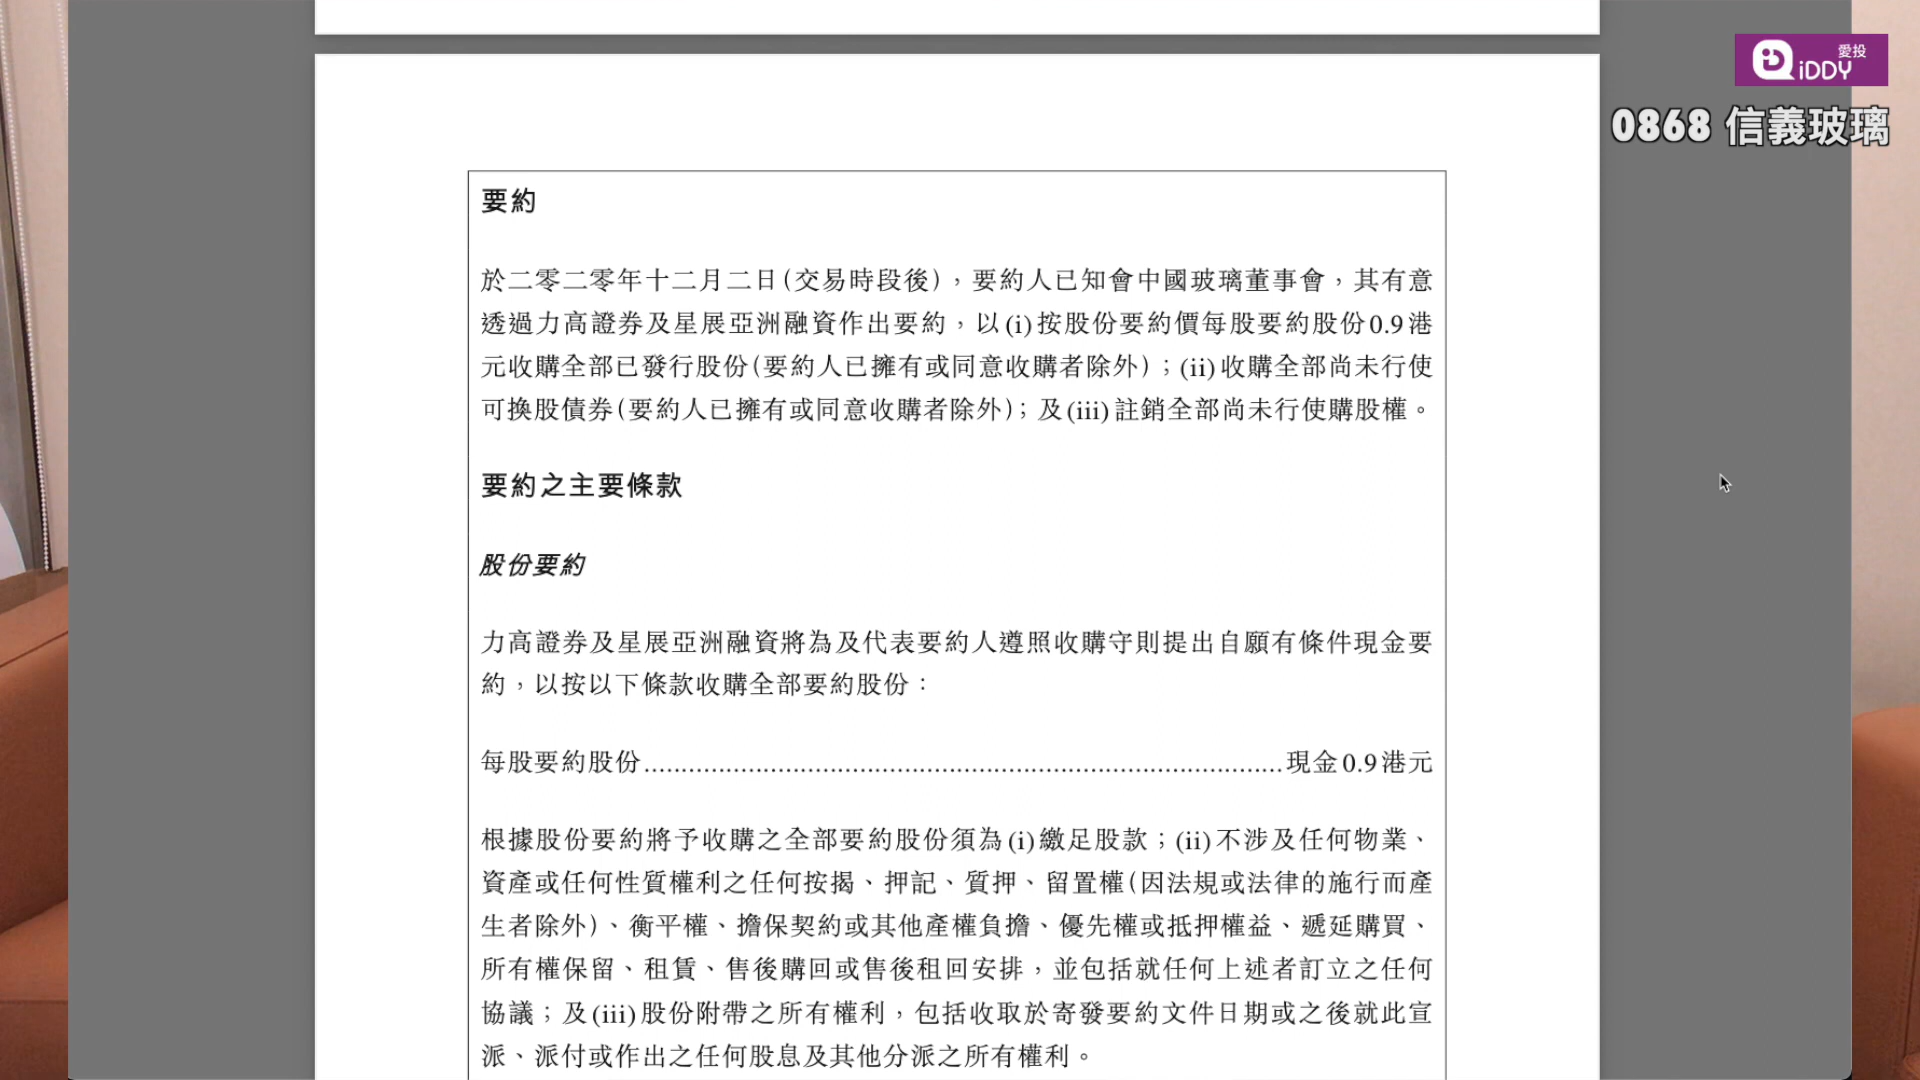 愛投
iDDY
0868 信義玻璃
要約
於二零二零年十二月二日(交易時段後)，要約人已知會中國玻璃董事會，其有意
透過力高證券及星展亞洲融資作出要約，以(i)按股份要約價每股要約股份0.9港
元收購全部已發行股份(要約人已擁有或同意收購者除外)；(ii)收購全部尚未行使
可換股債券(要約人已擁有或同意收購者除外)；及(iii)註銷全部尚未行使購股權。
要約之主要條款
股份要約
力高證券及星展亞洲融資將為及代表要約人遵照收購守則提出自願有條件現金要
約，以按以下條款收購全部要約股份：
每股要約股份......................................................................................現金0.9港元
根據股份要約將予收購之全部要約股份須為(i)繳足股款；(ii)不涉及任何物業、
資產或任何性質權利之任何按揭、押記、質押、留置權(因法規或法律的施行而產
生者除外)、衡平權、擔保契約或其他產權負擔、優先權或抵押權益、遞延購買、
所有權保留、租賃、售後購回或售後租回安排，並包括就任何上述者訂立之任何
協議；及(iii)股份附帶之所有權利，包括收取於寄發要約文件日期或之後就此宣
派、派付或作出之任何股息及其他分派之所有權利。